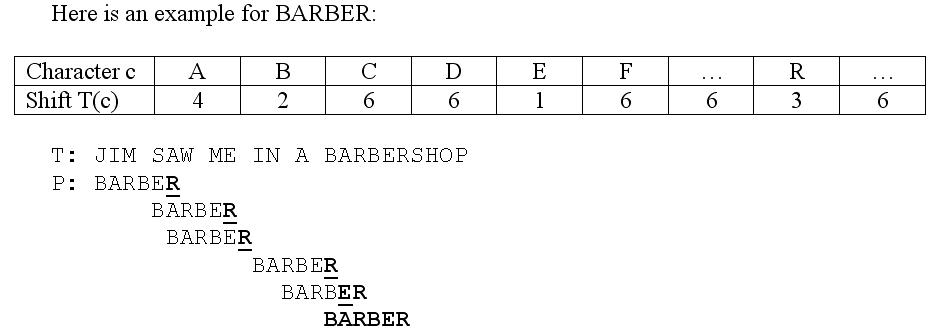 Here is an example for BARBER:
Character c A B C D E F … R …
Shift T(c) 4 2 6 6 1 6 6 3 6
T: JIM SAW ME IN A BARBERSHOP
P: BARBER
BARBER
BARBER
BARBER
BARBER
BARBER